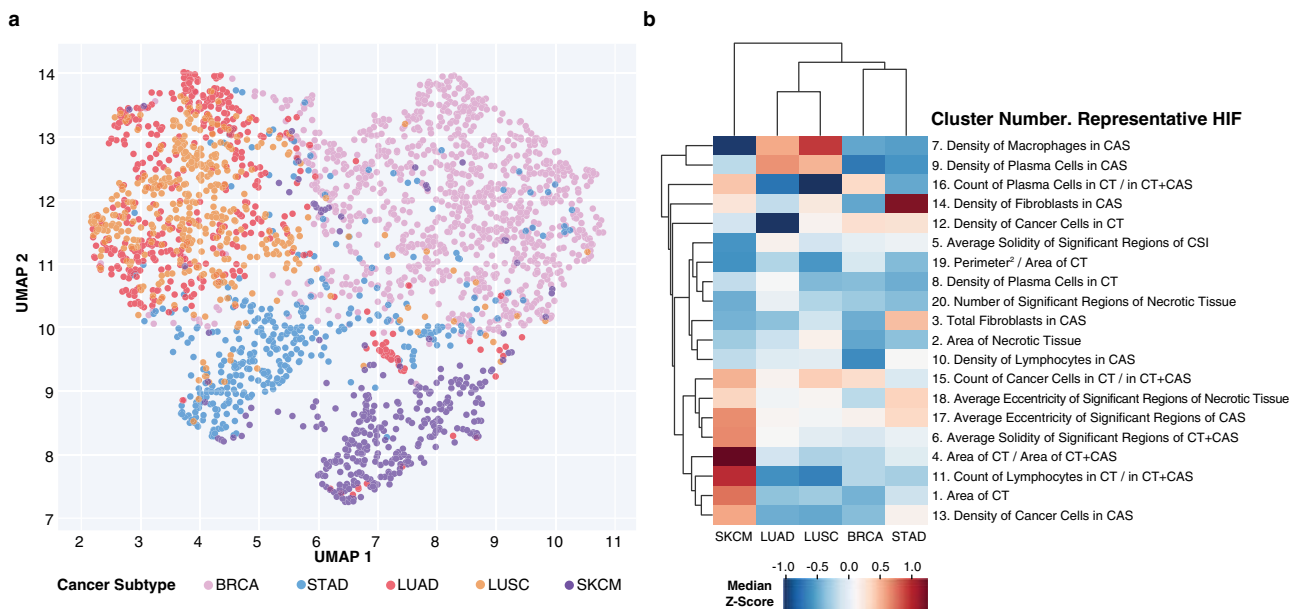 a
14
13
12
11
10
9
8
7
UMAP 2
2 3 4 5 6 7 8 9 10 11
UMAP 1
Cancer Subtype BRCA STAD LUAD LUSC SKCM
b
Cluster Number. Representative HIF
7. Density of Macrophages in CAS
9. Density of Plasma Cells in CAS
16. Count of Plasma Cells in CT / in CT+CAS
14. Density of Fibroblasts in CAS
12. Density of Cancer Cells in CT
5. Average Solidity of Significant Regions of CSI
19. Perimeter² / Area of CT
8. Density of Plasma Cells in CT
20. Number of Significant Regions of Necrotic Tissue
3. Total Fibroblasts in CAS
2. Area of Necrotic Tissue
10. Density of Lymphocytes in CAS
15. Count of Cancer Cells in CT / in CT+CAS
18. Average Eccentricity of Significant Regions of Necrotic Tissue
17. Average Eccentricity of Significant Regions of CAS
6. Average Solidity of Significant Regions of CT+CAS
4. Area of CT / Area of CT+CAS
11. Count of Lymphocytes in CT / in CT+CAS
1. Area of CT
13. Density of Cancer Cells in CAS
SKCM LUAD LUSC BRCA STAD
-1.0 -0.5 0.0 0.5 1.0
Median
Z-Score